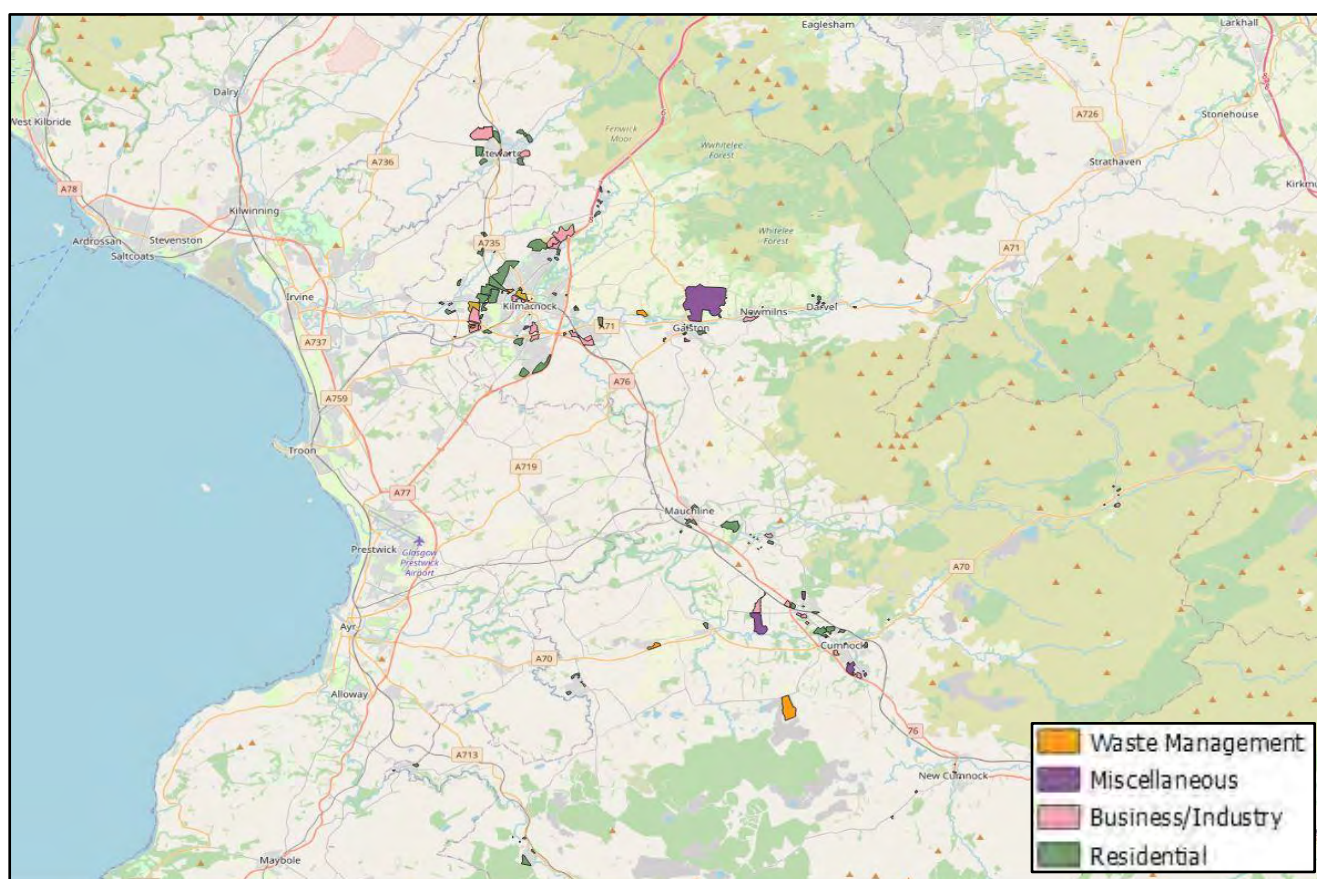 Eaglesham
Larkhall
Dalry
West Kilbride
A726
Stonehouse
Fenwick
Moor
Whitelee
Forest
A736
Strathaven
A78
Kilwinning
Ardrossan
Stevenston
Saltcoats
A735
Whitelee
Forest
A71
Irvine
Kilmarnock
Newmilns
Darvel
A71
Galston
A737
A76
A759
Troon
A719
A77
Mauchline
Prestwick
Glasgow
Prestwick
Airport
A70
Ayr
Cumnock
A70
Alloway
76
A713
New Cumnock
Maybole
Waste Management
Miscellaneous
Business/Industry
Residential